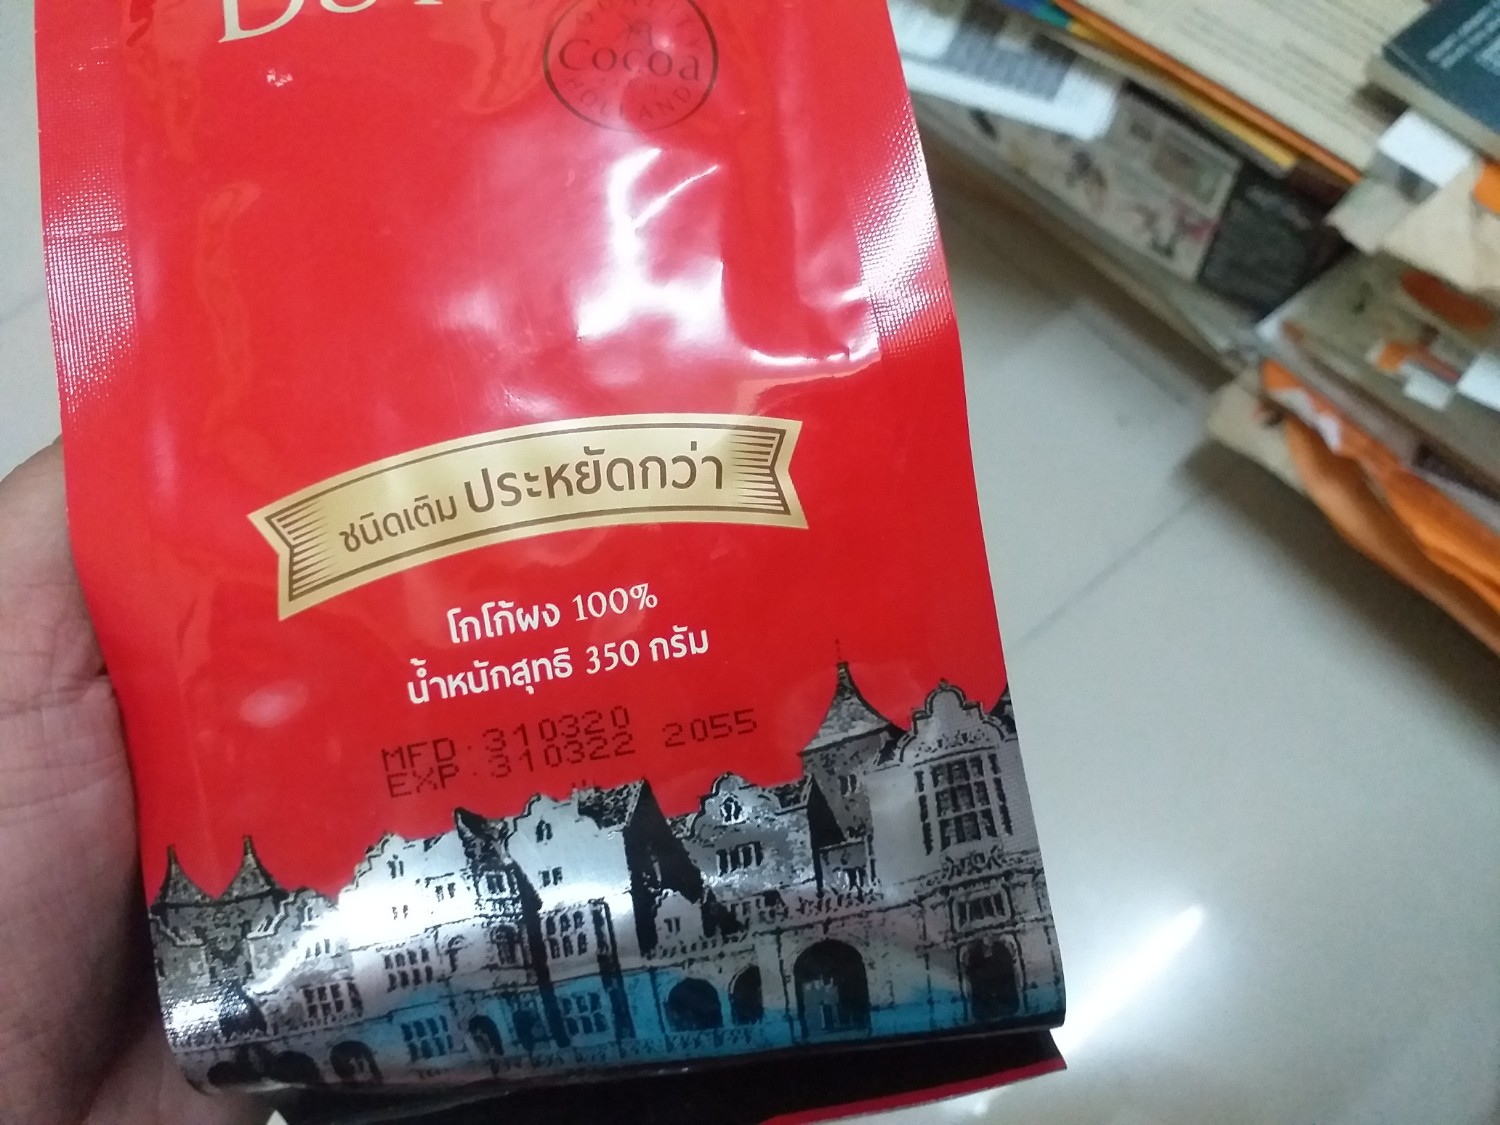 Cocoa
HOLLAND
ชนิดเติม ประหยัดกว่า
โกโก้ผง 100%
น้ำหนักสุทธิ 350 กรัม
MFD 310320
EXP 310322 2055